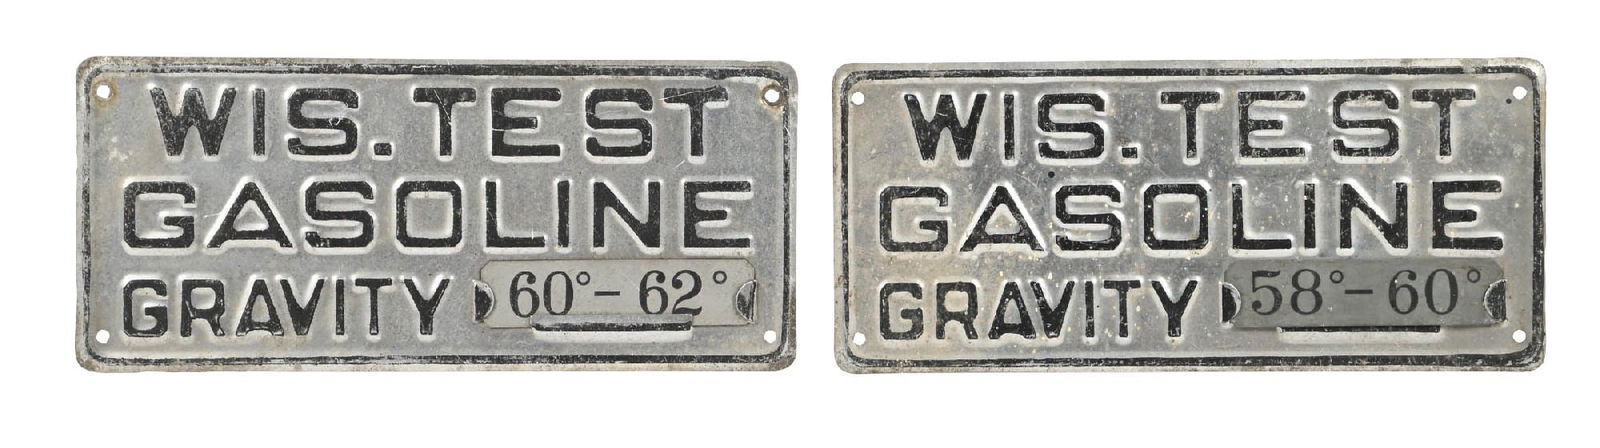 WIS. TEST
GASOLINE
GRAVITY 60° – 62°
WIS. TEST
GASOLINE
GRAVITY 58° – 60°